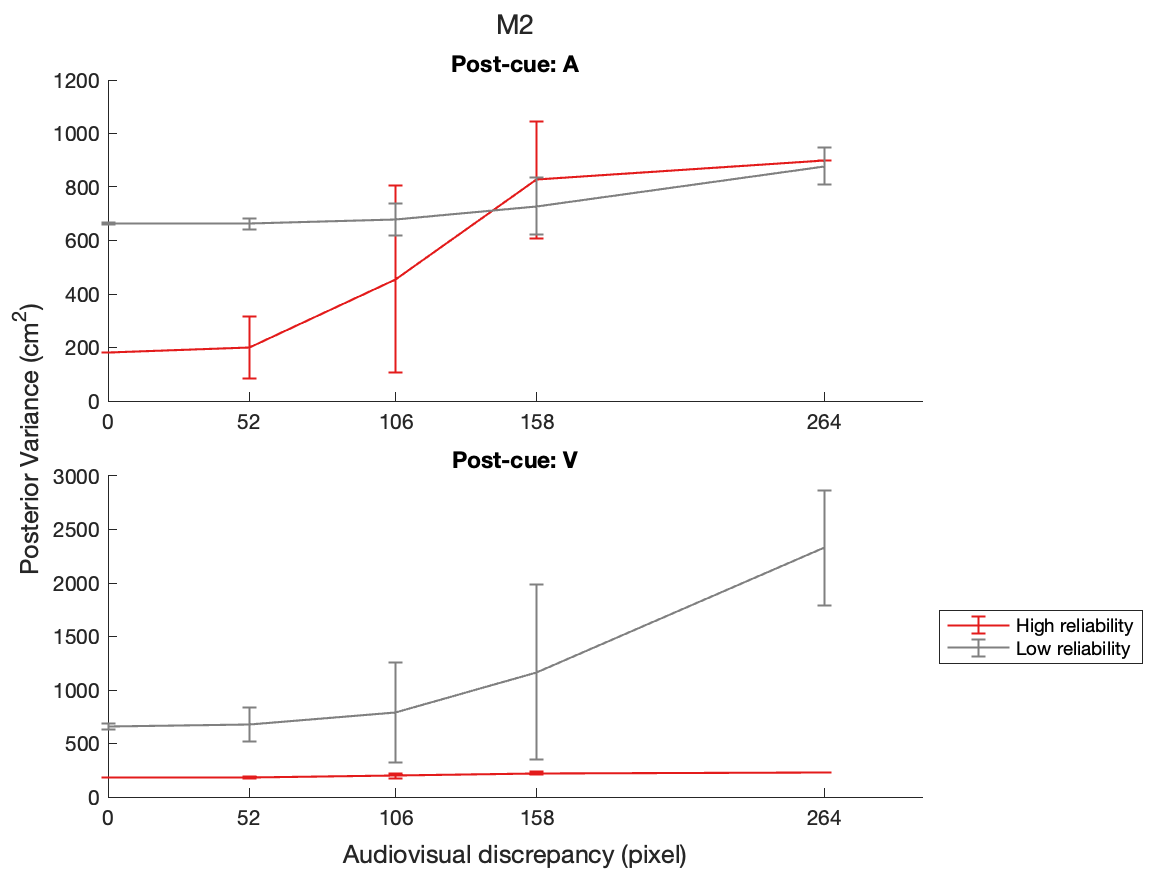 M2
Post-cue: A
1200
1000
800
600
400
200
0
0 52 106 158 264
Posterior Variance (cm²)
Post-cue: V
3000
2500
2000
1500
1000
500
0
0 52 106 158 264
Audiovisual discrepancy (pixel)
High reliability
Low reliability